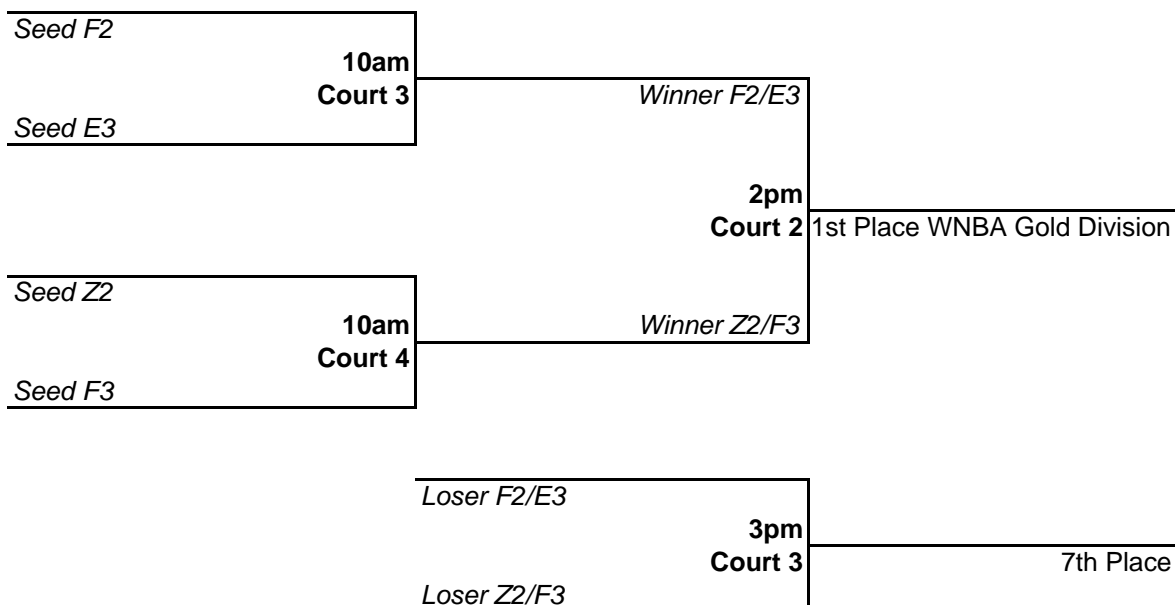 Seed F2
10am
Court 3
Winner F2/E3
Seed E3
2pm
Court 2 1st Place WNBA Gold Division
Seed Z2
10am
Winner Z2/F3
Court 4
Seed F3
Loser F2/E3
3pm
Court 3
7th Place
Loser Z2/F3